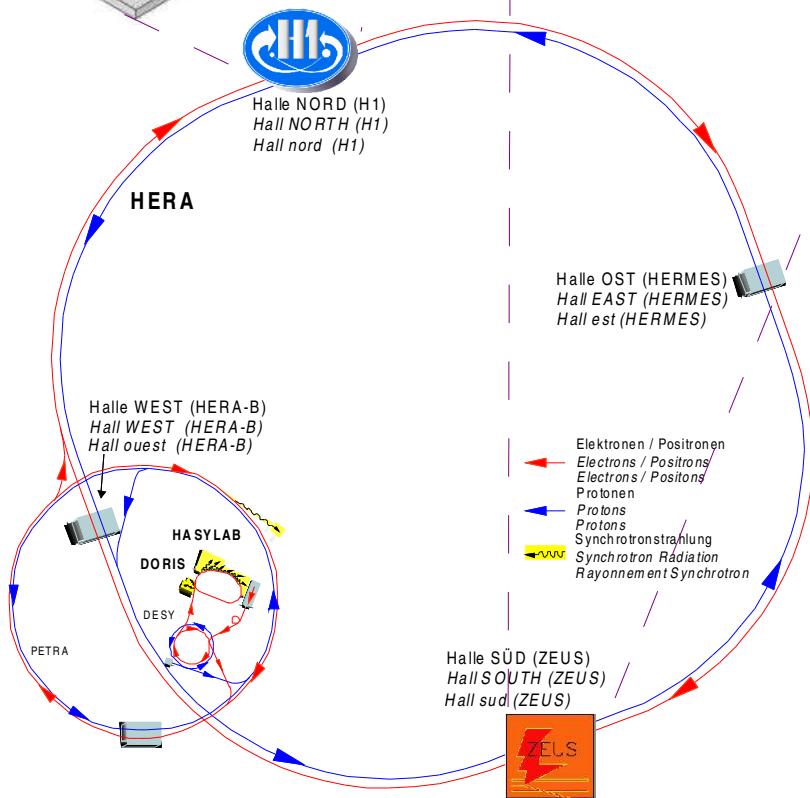 H1
Halle NORD (H1)
Hall NORTH (H1)
Hall nord (H1)
HERA
Halle OST (HERMES)
Hall EAST (HERMES)
Hall est (HERMES)
Halle WEST (HERA-B)
Hall WEST (HERA-B)
Hall ouest (HERA-B)
Elektronen / Positronen
Electrons / Positrons
Electrons / Positons
Protonen
Protons
Protons
Synchrotronstrahlung
Synchrotron Radiation
Rayonnement Synchrotron
HASYLAB
DORIS
DESY
PETRA
Halle SÜD (ZEUS)
Hall SOUTH (ZEUS)
Hall sud (ZEUS)
ZEUS